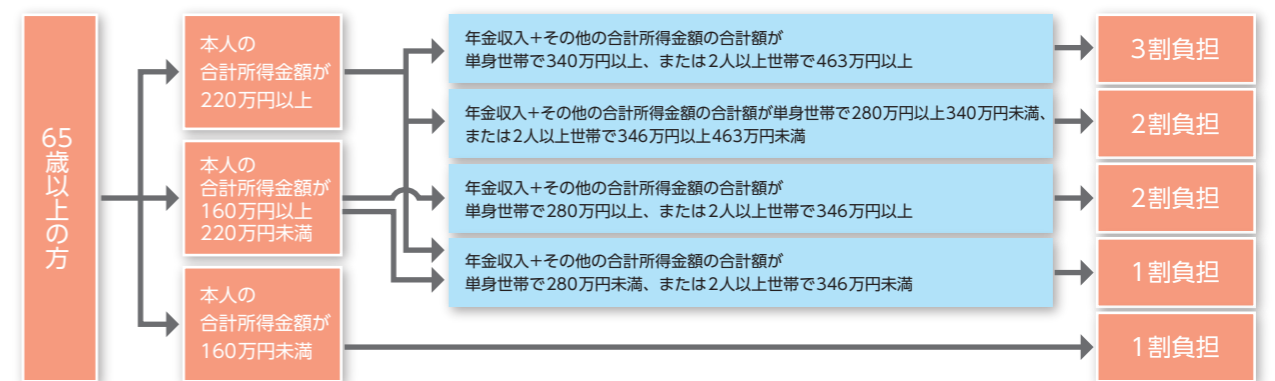 65歳以上の方
本人の
合計所得金額が
220万円以上
年金収入+その他の合計所得金額の合計額が
単身世帯で340万円以上、または2人以上世帯で463万円以上
3割負担
年金収入+その他の合計所得金額の合計額が単身世帯で280万円以上340万円未満、
または2人以上世帯で346万円以上463万円未満
2割負担
本人の
合計所得金額が
160万円以上
220万円未満
年金収入+その他の合計所得金額の合計額が
単身世帯で280万円以上、または2人以上世帯で346万円以上
2割負担
年金収入+その他の合計所得金額の合計額が
単身世帯で280万円未満、または2人以上世帯で346万円未満
1割負担
本人の
合計所得金額が
160万円未満
1割負担